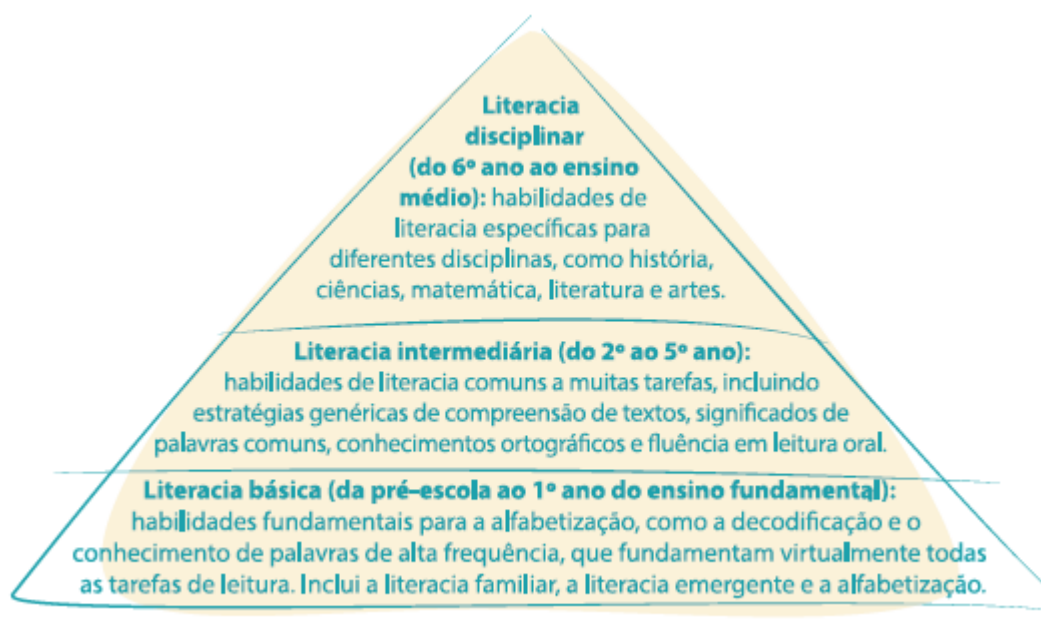 Literacia
disciplinar
(do 6º ano ao ensino
médio): habilidades de
literacia específicas para
diferentes disciplinas, como história,
ciências, matemática, literatura e artes.
Literacia intermediária (do 2º ao 5º ano):
habilidades de literacia comuns a muitas tarefas, incluindo
estratégias genéricas de compreensão de textos, significados de
palavras comuns, conhecimentos ortográficos e fluência em leitura oral.
Literacia básica (da pré–escola ao 1º ano do ensino fundamental):
habilidades fundamentais para a alfabetização, como a decodificação e o
conhecimento de palavras de alta frequência, que fundamentam virtualmente todas
as tarefas de leitura. Inclui a literacia familiar, a literacia emergente e a alfabetização.